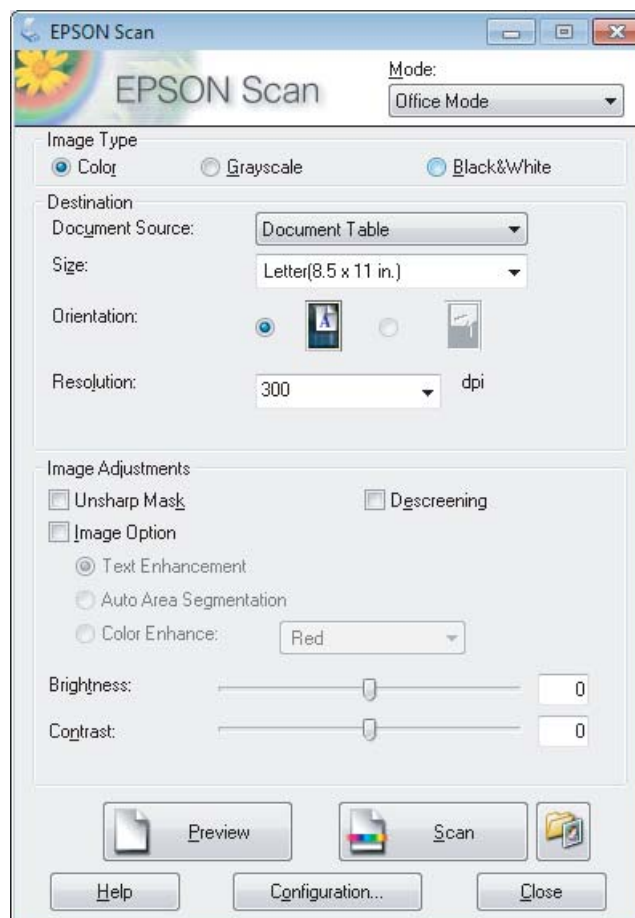 EPSON Scan
EPSON Scan
Mode:
Office Mode
Image Type
Color
Grayscale
Black&White
Destination
Document Source:
Document Table
Size:
Letter(8.5 x 11 in.)
Orientation:
A
Resolution:
300
dpi
Image Adjustments
Unsharp Mask
Descreening
Image Option
Text Enhancement
Auto Area Segmentation
Color Enhance:
Red
Brightness:
0
Contrast:
0
Preview
Scan
Help
Configuration...
Close